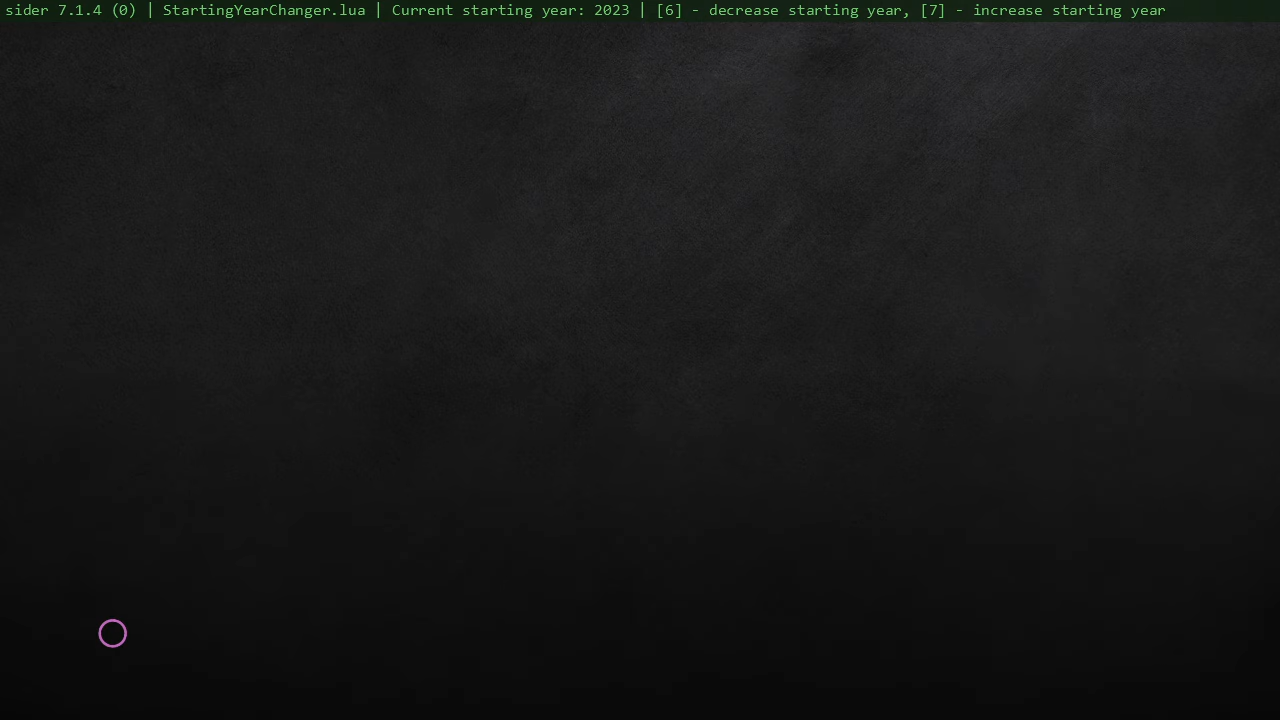 sider 7.1.4 (0) | StartingYearChanger.lua | Current starting year: 2023 | [6] - decrease starting year, [7] - increase starting year